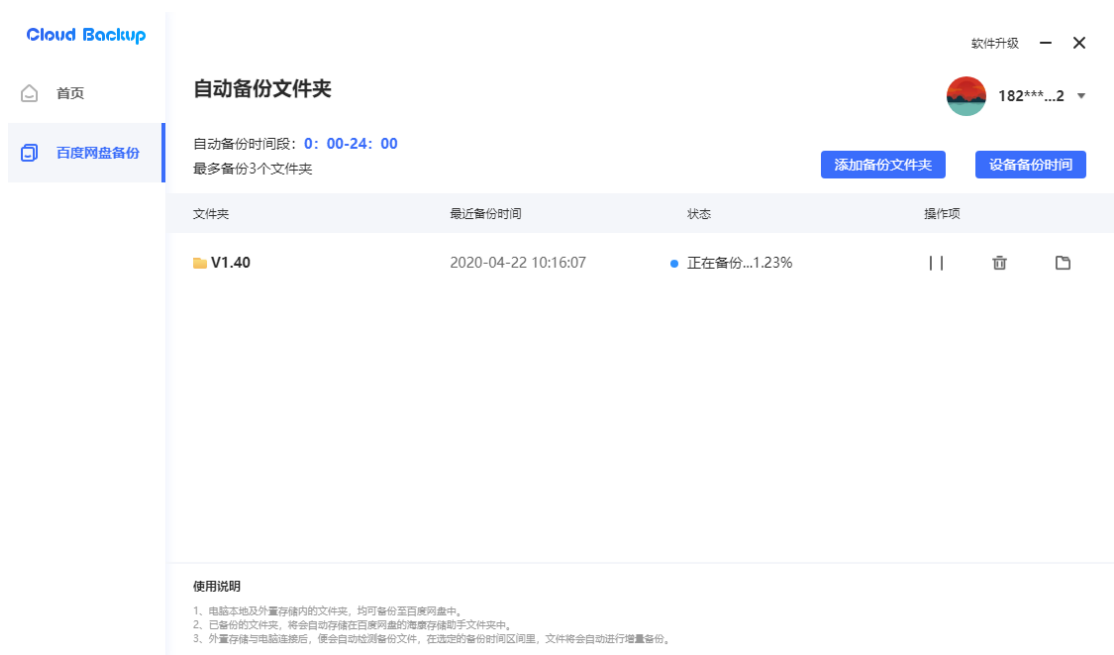 Cloud Backup
软件升级
首页
自动备份文件夹
182***...2
百度网盘备份
自动备份时间段：0：00-24：00
最多备份3个文件夹
添加备份文件夹
设备备份时间
文件夹 最近备份时间 状态 操作项
V1.40 2020-04-22 10:16:07 正在备份...1.23%
使用说明
1、电脑本地及外置存储内的文件夹，均可备份至百度网盘中。
2、已备份的文件夹，将会自动存储在百度网盘的海康存储助手文件夹中。
3、外置存储与电脑连接后，便会自动检测备份文件，在选定的备份时间区间里，文件将会自动进行增量备份。